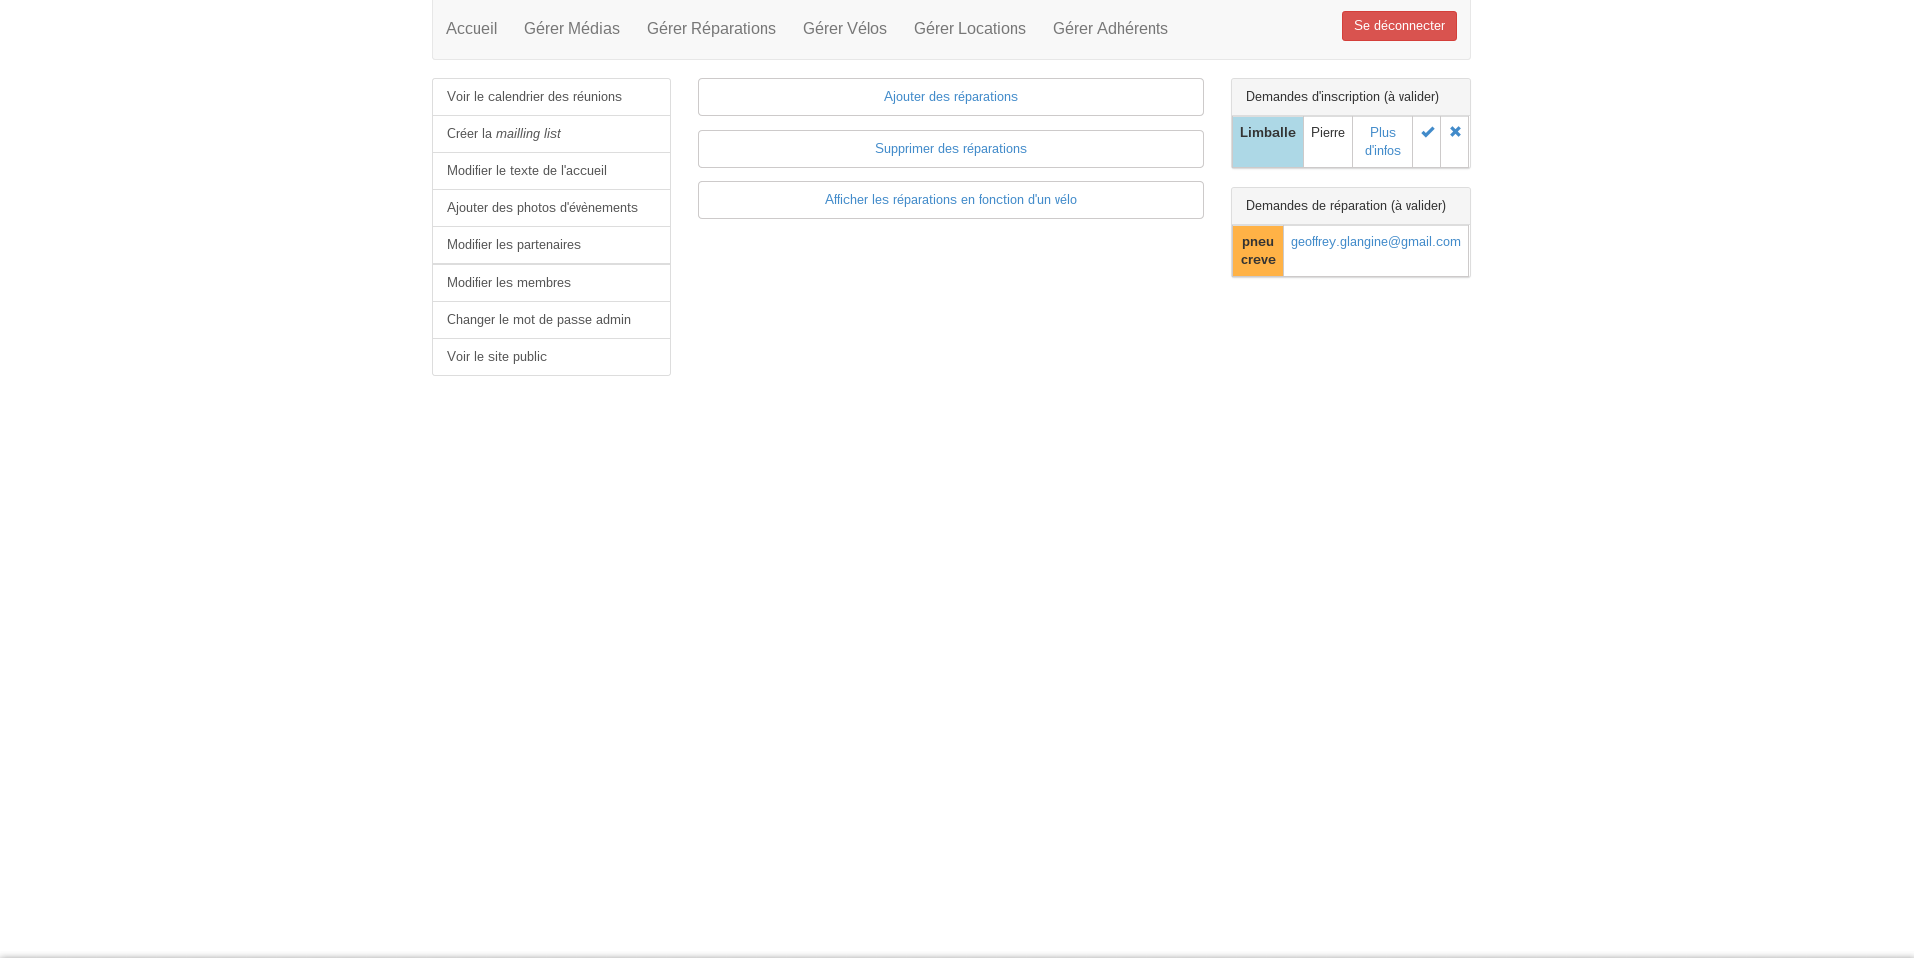 Accueil Gérer Médias Gérer Réparations Gérer Vélos Gérer Locations Gérer Adhérents Se déconnecter
Voir le calendrier des réunions
Créer la mailling list
Modifier le texte de l'accueil
Ajouter des photos d'évènements
Modifier les partenaires
Modifier les membres
Changer le mot de passe admin
Voir le site public
Ajouter des réparations
Supprimer des réparations
Afficher les réparations en fonction d'un vélo
Demandes d'inscription (à valider)
Limballe Pierre Plus
d'infos
Demandes de réparation (à valider)
pneu geoffrey.glangine@gmail.com
creve